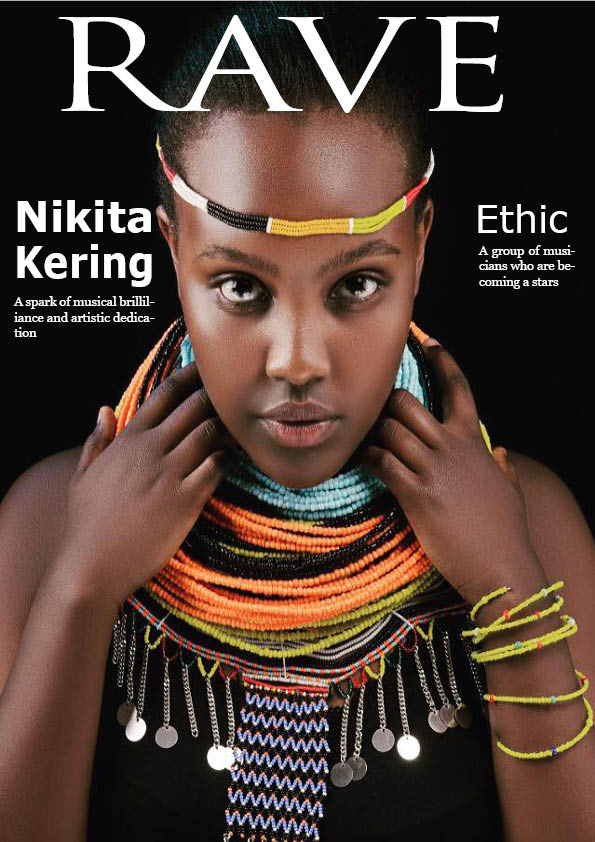 RAVE
Nikita
Kering
A spark of musical brillil-
iance and artistic dedica-
tion
Ethic
A group of musi-
cians who are be-
coming a stars